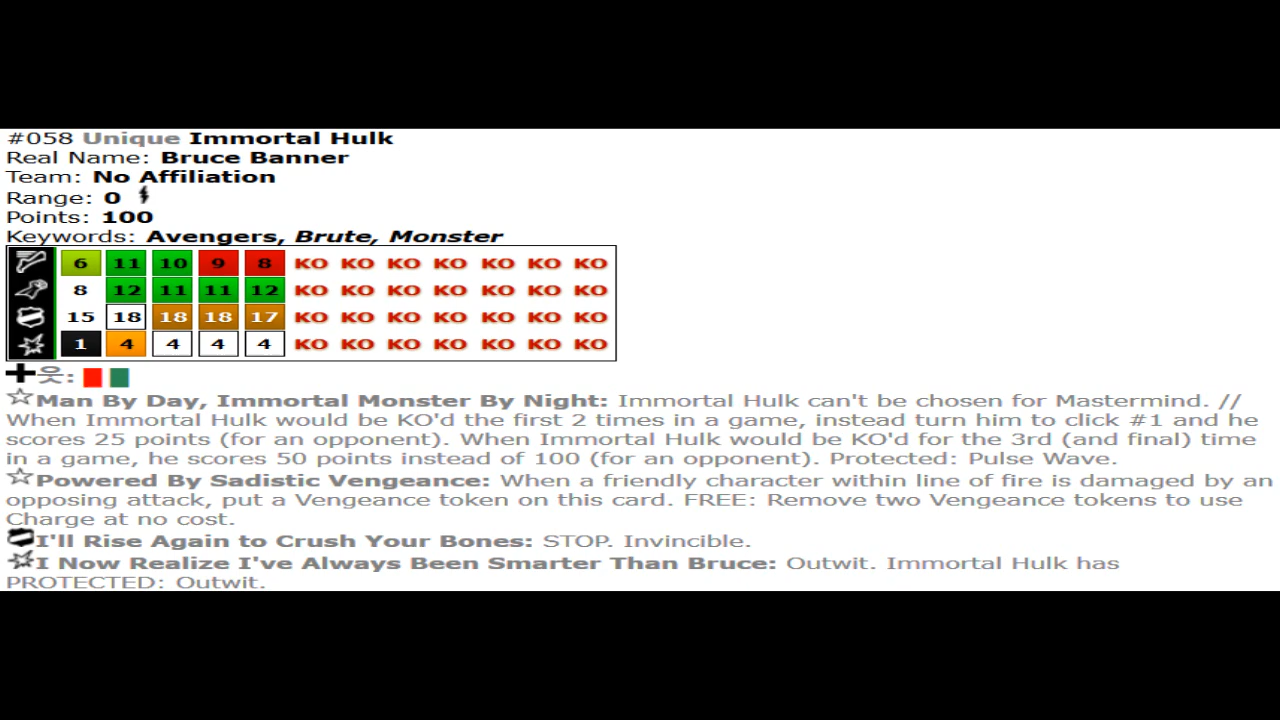 #058 Unique Immortal Hulk
Real Name: Bruce Banner
Team: No Affiliation
Range: 0
Points: 100
Keywords: Avengers, Brute, Monster
6 11 10 9 8 KO KO KO KO KO KO KO
8 12 11 11 12 KO KO KO KO KO KO KO
15 18 18 18 17 KO KO KO KO KO KO KO
1 4 4 4 4 KO KO KO KO KO KO KO
웃:
Man By Day, Immortal Monster By Night: Immortal Hulk can't be chosen for Mastermind. //
When Immortal Hulk would be KO'd the first 2 times in a game, instead turn him to click #1 and he
scores 25 points (for an opponent). When Immortal Hulk would be KO'd for the 3rd (and final) time
in a game, he scores 50 points instead of 100 (for an opponent). Protected: Pulse Wave.
Powered By Sadistic Vengeance: When a friendly character within line of fire is damaged by an
opposing attack, put a Vengeance token on this card. FREE: Remove two Vengeance tokens to use
Charge at no cost.
I'll Rise Again to Crush Your Bones: STOP. Invincible.
I Now Realize I've Always Been Smarter Than Bruce: Outwit. Immortal Hulk has
PROTECTED: Outwit.